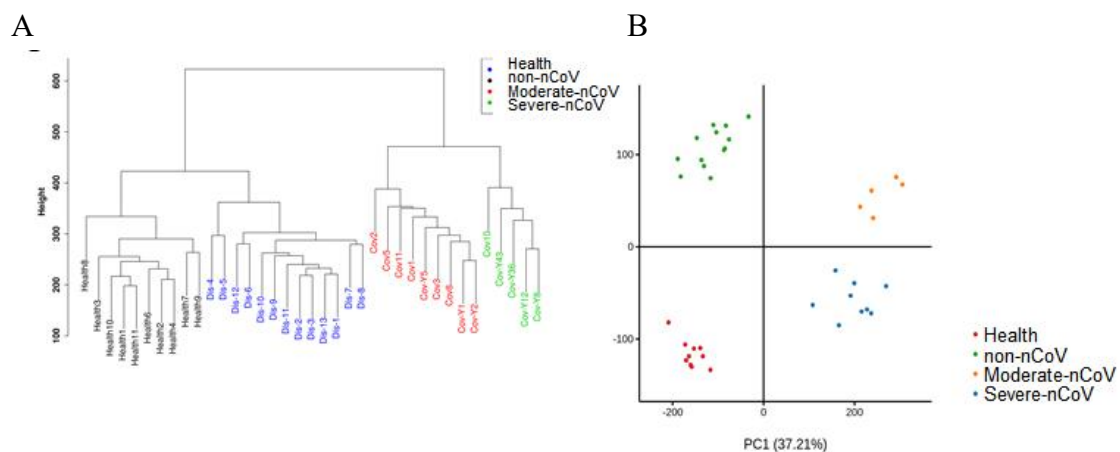 A
B
Health
non-nCoV
Moderate-nCoV
Severe-nCoV
Height
600
500
400
300
200
100
Health8
Health3
Health10
Health1
Health11
Health6
Health2
Health4
Health7
Health9
Dis-4
Dis-5
Dis-12
Dis-6
Dis-10
Dis-9
Dis-11
Dis-2
Dis-3
Dis-13
Dis-1
Dis-7
Dis-8
Cov2
Cov5
Cov11
Cov1
Cov-Y5
Cov3
Cov-Y1
Cov-Y2
Cov10
Cov-Y43
Cov-Y36
Cov-Y12
100
0
-100
-200
0
200
PC1 (37.21%)
Health
non-nCoV
Moderate-nCoV
Severe-nCoV